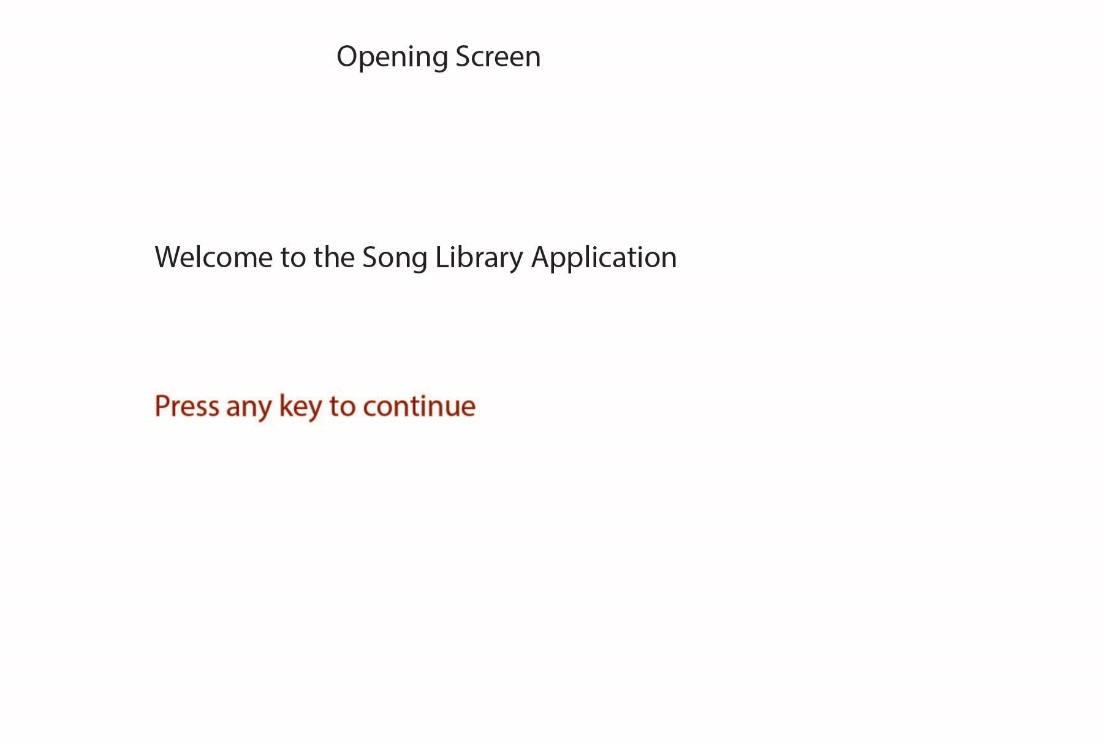 Opening Screen
Welcome to the Song Library Application
Press any key to continue